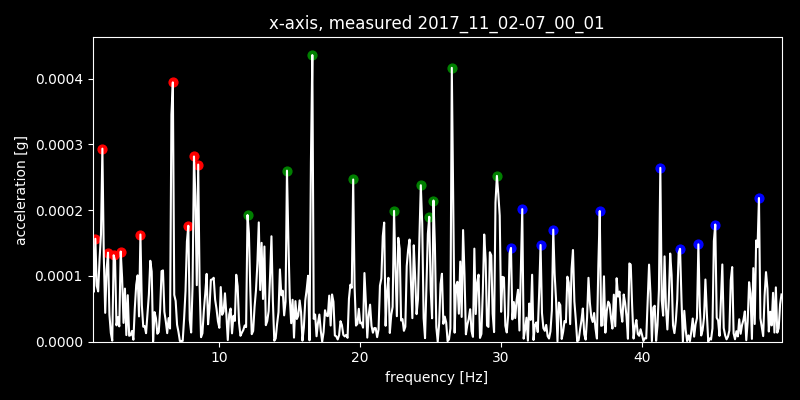 x-axis, measured 2017_11_02-07_00_01
acceleration [g]
0.0004
0.0003
0.0002
0.0001
0.0000
10 20 30 40
frequency [Hz]